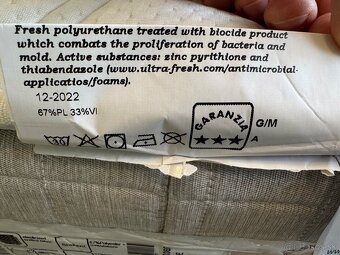 Fresh polyurethane treated with biocide product
which combats the proliferation of bacteria and
mold. Active substances: zinc pyrithione and
thiabendazole (www.ultra-fresh.com/antimicrobial-
applicatios/foams).
12-2022
67%PL.33%VI
GARANZIA
G/M
A